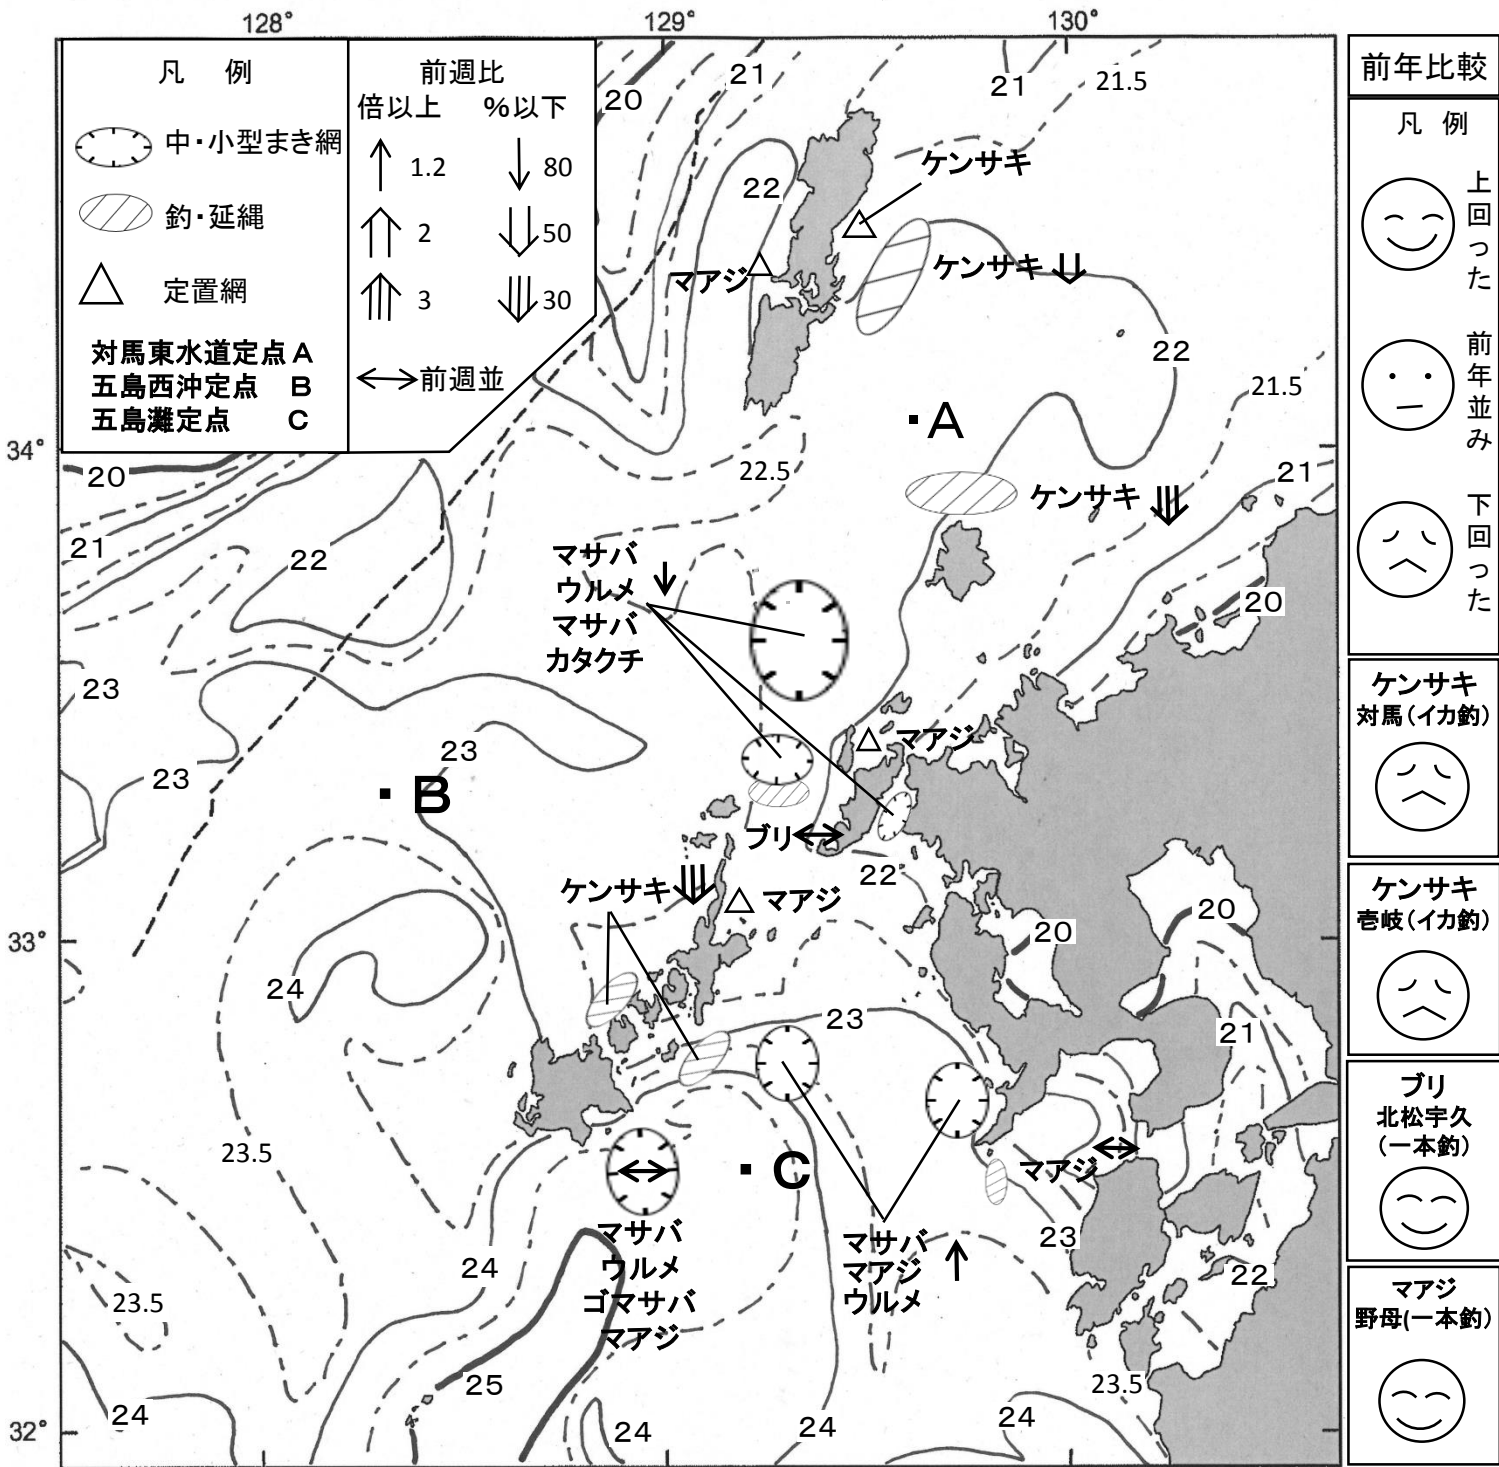 128°
129°
130°
凡 例
中・小型まき網
釣・延縄
定置網
対馬東水道定点 A
五島西沖定点 B
五島灘定点 C
前週比
倍以上 %以下
1.2 80
2 50
3 30
前週並
前年比較
凡 例
上回った
前年並み
下回った
ケンサキ
対馬(イカ釣)
ケンサキ
壱岐(イカ釣)
ブリ
北松宇久
(一本釣)
マアジ
野母(一本釣)
20
21
21
21.5
22
ケンサキ
マアジ
ケンサキ
22
21.5
A
34°
20
22.5
ケンサキ
21
21
22
マサバ
ウルメ
マサバ
カタクチ
20
23
23
23
マアジ
B
ブリ
22
ケンサキ
マアジ
33°
20
20
24
23
21
23.5
C
マアジ
マサバ
ウルメ
ゴマサバ
マアジ
マサバ
マアジ
ウルメ
23
22
24
23.5
25
23.5
24
24
24
24
32°